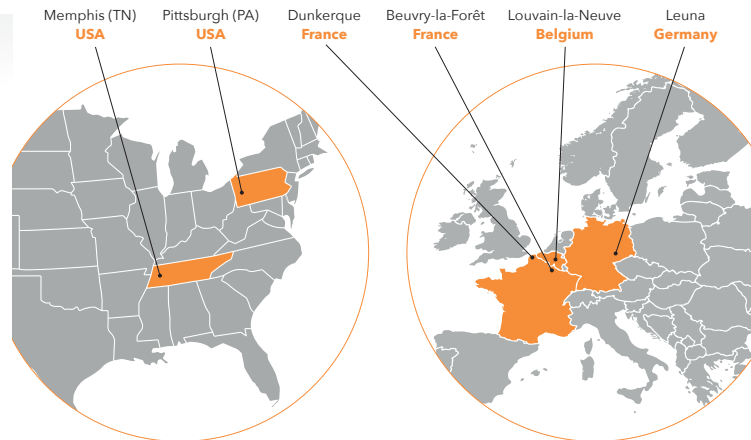 Memphis (TN)
USA
Pittsburgh (PA)
USA
Dunkerque
France
Beuvry-la-Forêt
France
Louvain-la-Neuve
Belgium
Leuna
Germany